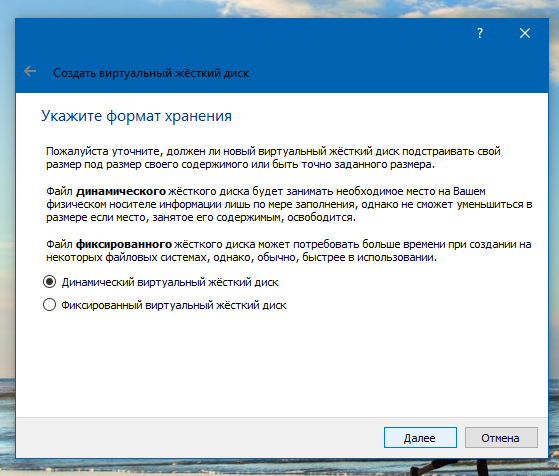 ?
Создать виртуальный жёсткий диск
Укажите формат хранения
Пожалуйста уточните, должен ли новый виртуальный жёсткий диск подстраивать свой
размер под размер своего содержимого или быть точно заданного размера.
Файл динамического жёсткого диска будет занимать необходимое место на Вашем
физическом носителе информации лишь по мере заполнения, однако не сможет уменьшиться в
размере если место, занятое его содержимым, освободится.
Файл фиксированного жёсткого диска может потребовать больше времени при создании на
некоторых файловых системах, однако, обычно, быстрее в использовании.
Динамический виртуальный жёсткий диск
Фиксированный виртуальный жёсткий диск
Далее
Отмена